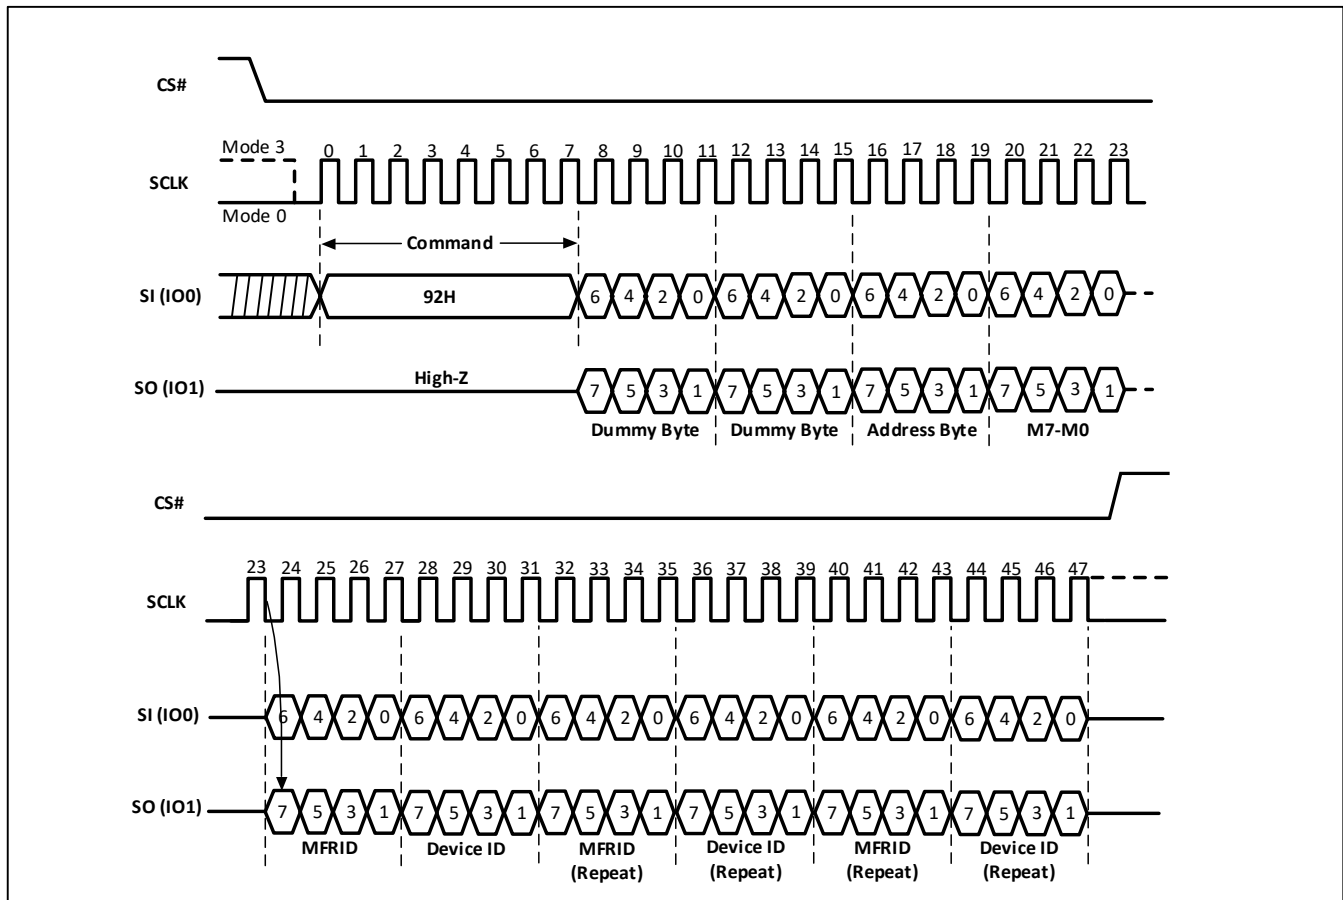 CS#
Mode 3
0 1 2 3 4 5 6 7 8 9 10 11 12 13 14 15 16 17 18 19 20 21 22 23
SCLK
Mode 0
Command
SI (IO0)
92H
6 4 2 0 6 4 2 0 6 4 2 0 6 4 2 0
High-Z
SO (IO1)
7 5 3 1 7 5 3 1 7 5 3 1 7 5 3 1
Dummy Byte Dummy Byte Address Byte M7-M0
CS#
23 24 25 26 27 28 29 30 31 32 33 34 35 36 37 38 39 40 41 42 43 44 45 46 47
SCLK
SI (IO0)
6 4 2 0 6 4 2 0 6 4 2 0 6 4 2 0 6 4 2 0 6 4 2 0
SO (IO1)
7 5 3 1 7 5 3 1 7 5 3 1 7 5 3 1 7 5 3 1 7 5 3 1
MFRID Device ID MFRID Device ID MFRID Device ID
(Repeat) (Repeat) (Repeat) (Repeat)